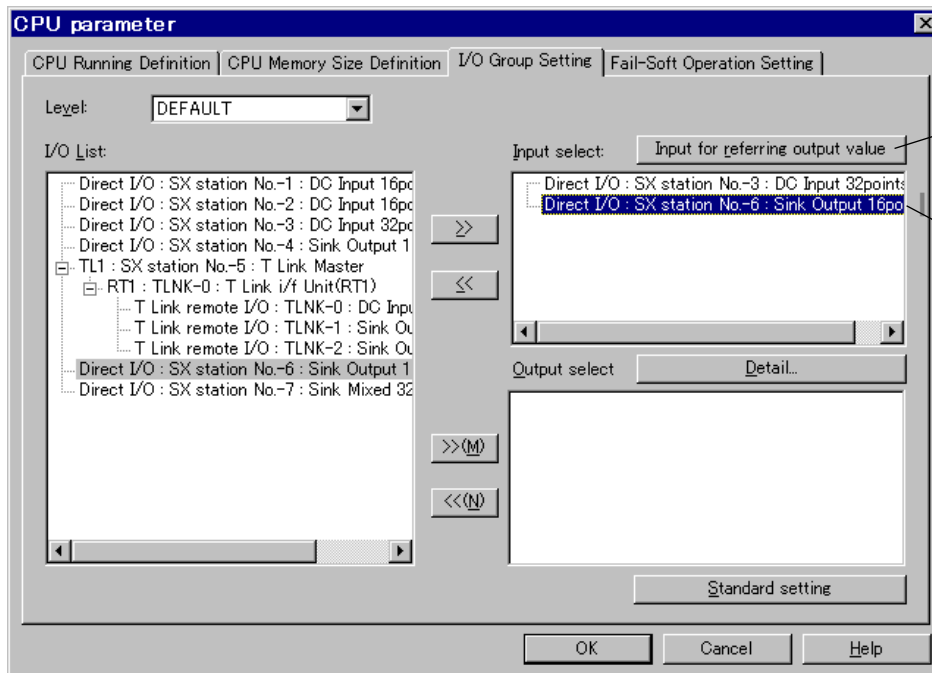 CPU parameter
CPU Running Definition
CPU Memory Size Definition
I/O Group Setting
Fail-Soft Operation Setting
Level:
DEFAULT
I/O List:
Direct I/O : SX station No.-1 : DC Input 16po
Direct I/O : SX station No.-2 : DC Input 16po
Direct I/O : SX station No.-3 : DC Input 32po
Direct I/O : SX station No.-4 : Sink Output 1
TL1 : SX station No.-5 : T Link Master
RT1 : TLNK-0 : T Link i/f Unit(RT1)
T Link remote I/O : TLNK-0 : DC Inpu
T Link remote I/O : TLNK-1 : Sink Ou
T Link remote I/O : TLNK-2 : Sink Ou
Direct I/O : SX station No.-6 : Sink Output 1
Direct I/O : SX station No.-7 : Sink Mixed 32
>>
<<
>>(M)
<<(N)
Input select:
Input for referring output value
Direct I/O : SX station No.-3 : DC Input 32points
Direct I/O : SX station No.-6 : Sink Output 16po
Output select
Detail...
Standard setting
OK
Cancel
Help